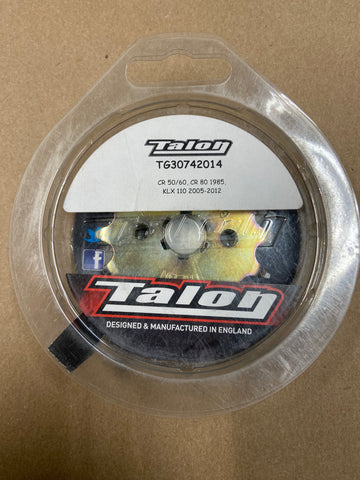 Talon
TG30742014
CR 50/60, CR 80 1985,
KLX 110 2005-2012
f
Talon
DESIGNED & MANUFACTURED IN ENGLAND